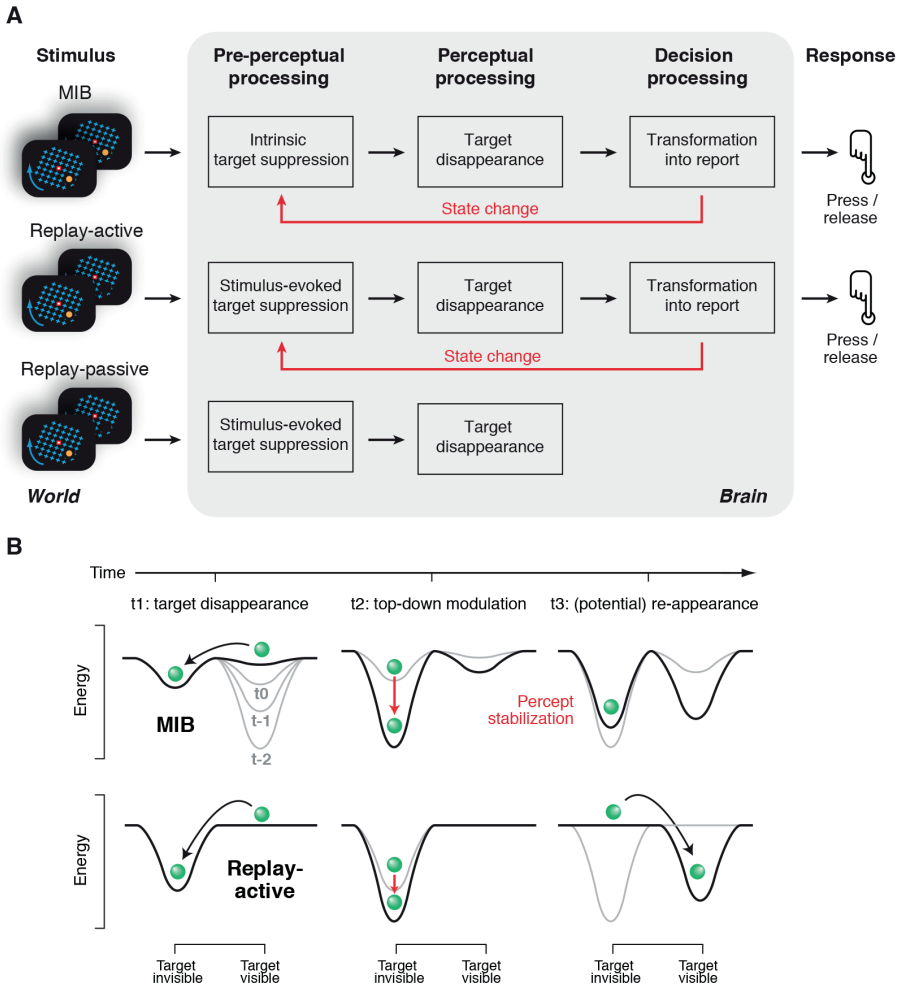 A
Stimulus
Pre-perceptual
processing
Perceptual
processing
Decision
processing
Response
MIB
Intrinsic
target suppression
Target
disappearance
Transformation
into report
Press /
release
State change
Replay-active
Stimulus-evoked
target suppression
Target
disappearance
Transformation
into report
Press /
release
State change
Replay-passive
Stimulus-evoked
target suppression
Target
disappearance
World
Brain
B
Time
t1: target disappearance
t2: top-down modulation
t3: (potential) re-appearance
Energy
t0
t-1
t-2
MIB
Percept
stabilization
Energy
Replay-
active
Target
invisible
Target
visible
Target
invisible
Target
visible
Target
invisible
Target
visible